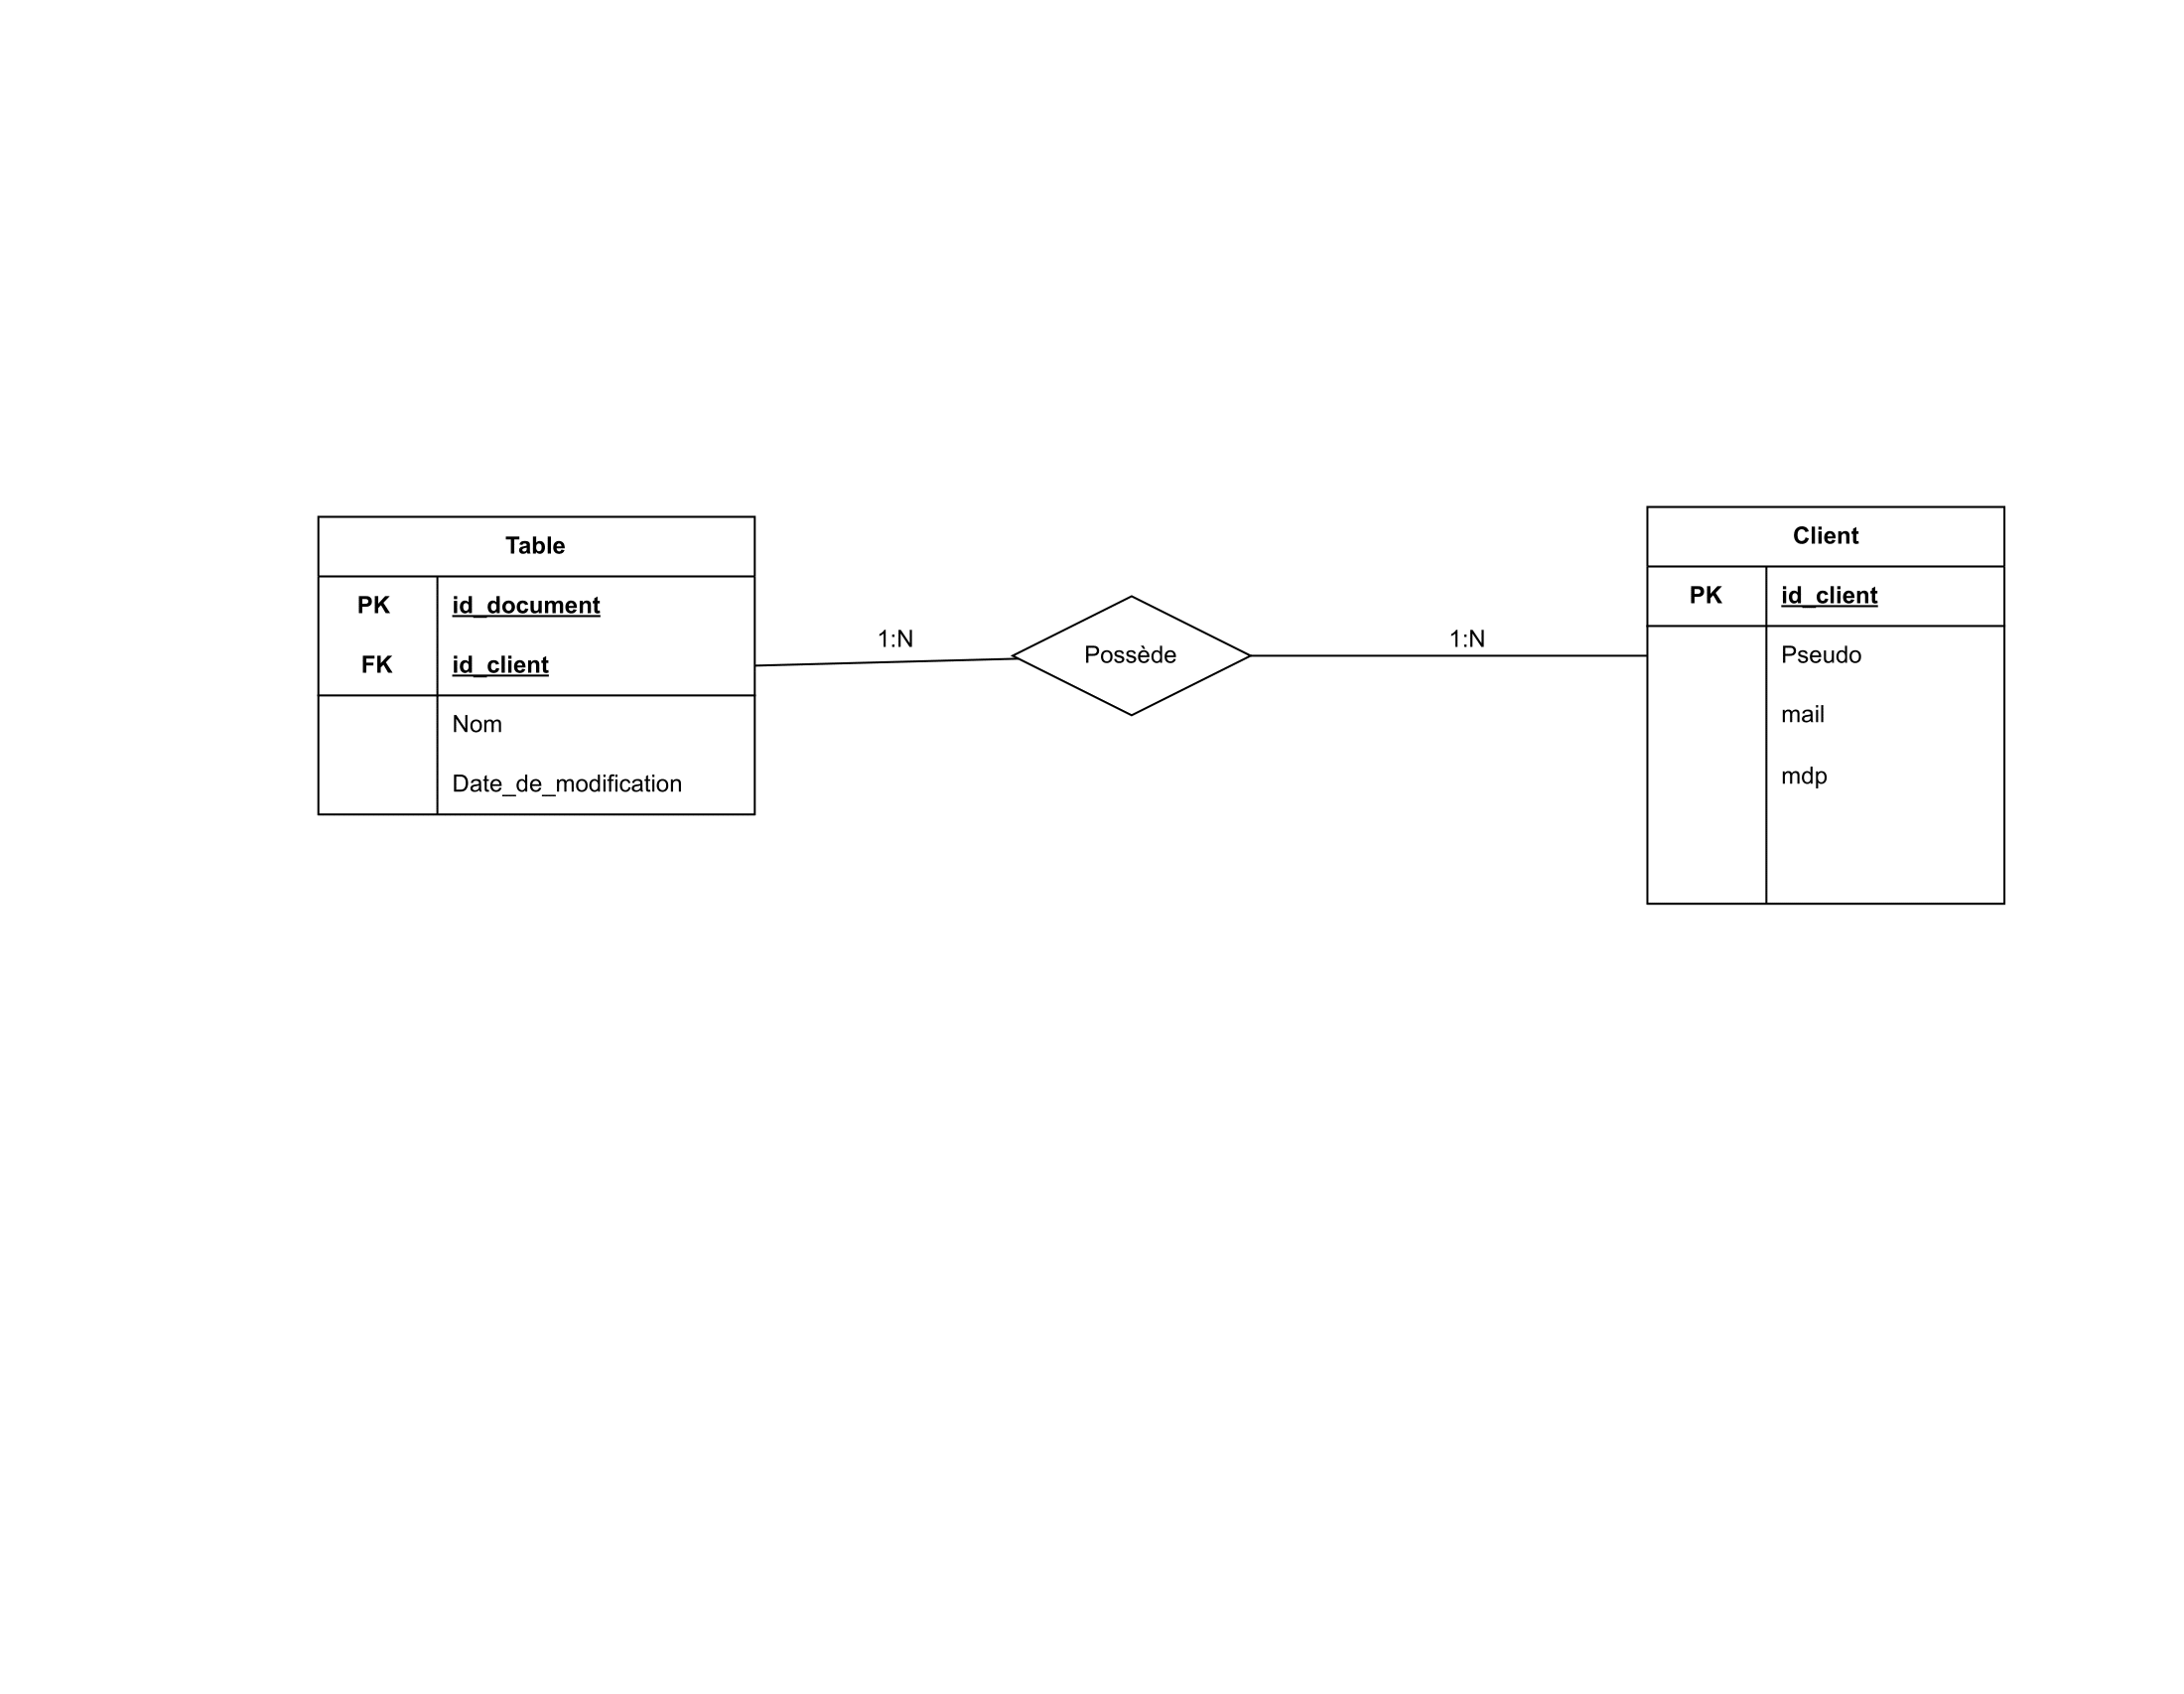 Table
PK id_document
FK id_client
Nom
Date_de_modification
1:N
Possède
1:N
Client
PK id_client
Pseudo
mail
mdp